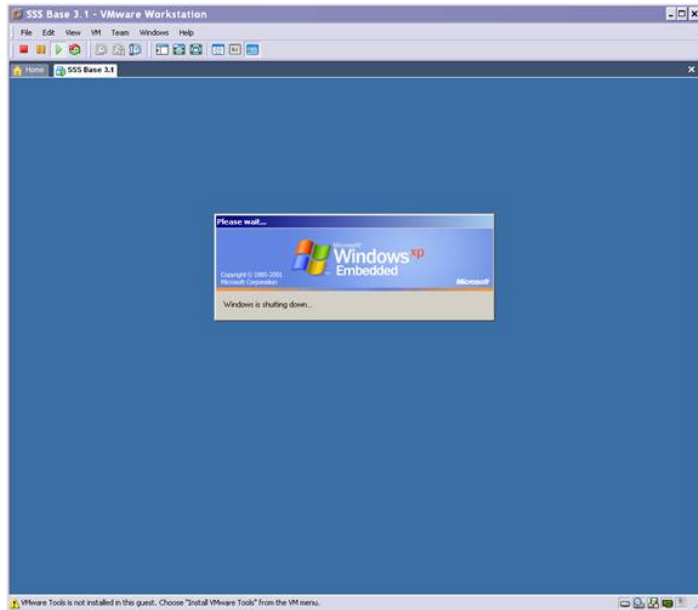 SSS Base 3.1 - VMware Workstation
File Edit View VM Team Windows Help
Home SSS Base 3.1
Please wait...
Microsoft
Windows xp
Embedded
Copyright © 1985-2001
Microsoft Corporation
Microsoft
Windows is shutting down...
VMware Tools is not installed in this guest. Choose "Install VMware Tools" from the VM menu.